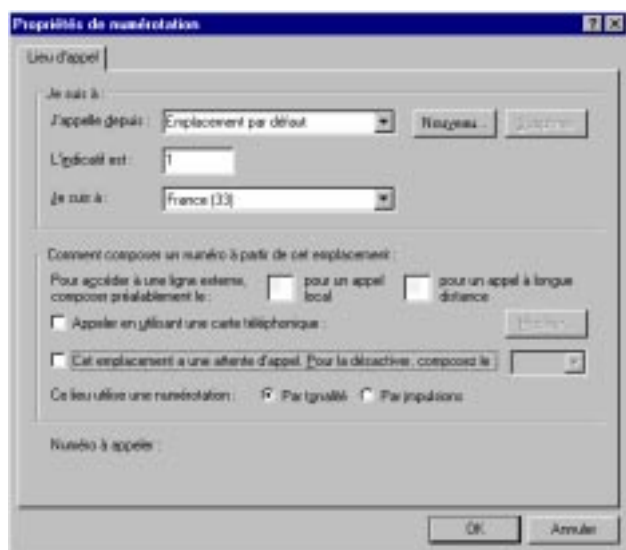 Propriétés de numérotation
Lieu d'appel
Je suis à :
J'appelle depuis : Emplacement par défaut Nouveau... Supprimer
L'indicatif est : 1
Je suis à : France (33)
Comment composer un numéro à partir de cet emplacement :
Pour accéder à une ligne externe, pour un appel pour un appel à longue
composer préalablement le : local distance
Appeler en utilisant une carte téléphonique :
Cet emplacement a une attente d'appel. Pour la désactiver, composez le :
Ce lieu utilise une numérotation : Par tonalité Par impulsions
Numéro à appeler :
OK Annuler